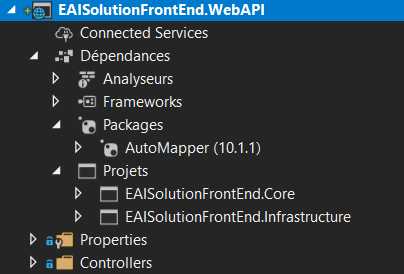 EAISolutionFrontEnd.WebAPI
Connected Services
Dépendances
Analyseurs
Frameworks
Packages
AutoMapper (10.1.1)
Projets
EAISolutionFrontEnd.Core
EAISolutionFrontEnd.Infrastructure
Properties
Controllers